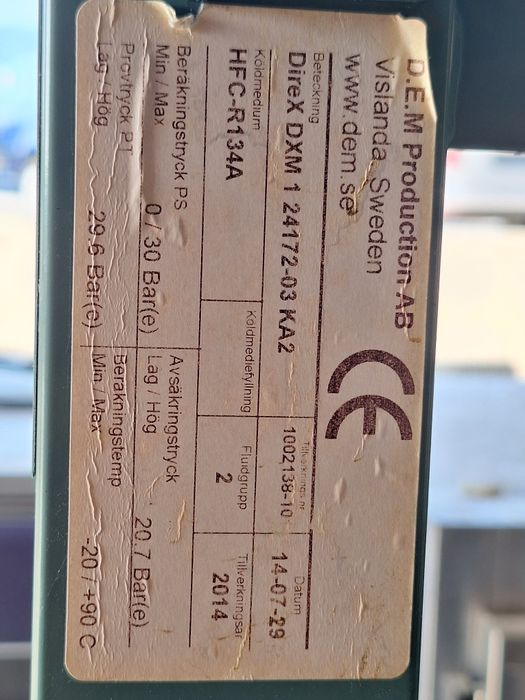 D.E.M Production AB
Vislanda Sweden
www.dem.se
CE
Beteckning
DireX DXM 1 24172-03 KA2
Tillverknings nr
1002138-10
Datum
14-07-29
Köldmedium
HFC-R134A
Köldmediefyllning
Fluidgrupp
2
Tillverkningsår
2014
Beräkningstryck PS
Min / Max
0 / 30 Bar(e)
Avsäkringstryck
Låg / Hög
20.7 Bar(e)
Provtryck PT
Låg / Hög
29.6 Bar(e)
Beräkningstemp
Min / Max
-20 / +90 C